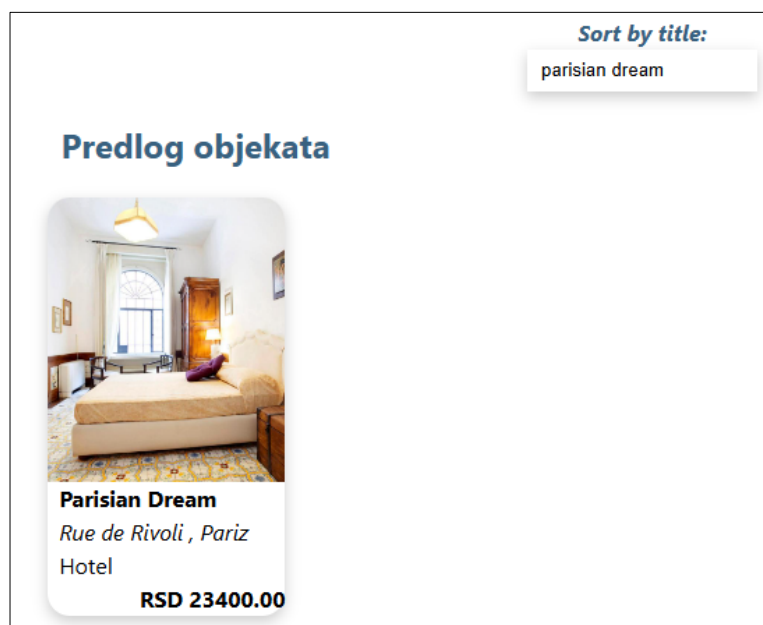 Sort by title:
parisian dream
Predlog objekata
Parisian Dream
Rue de Rivoli , Pariz
Hotel
RSD 23400.00